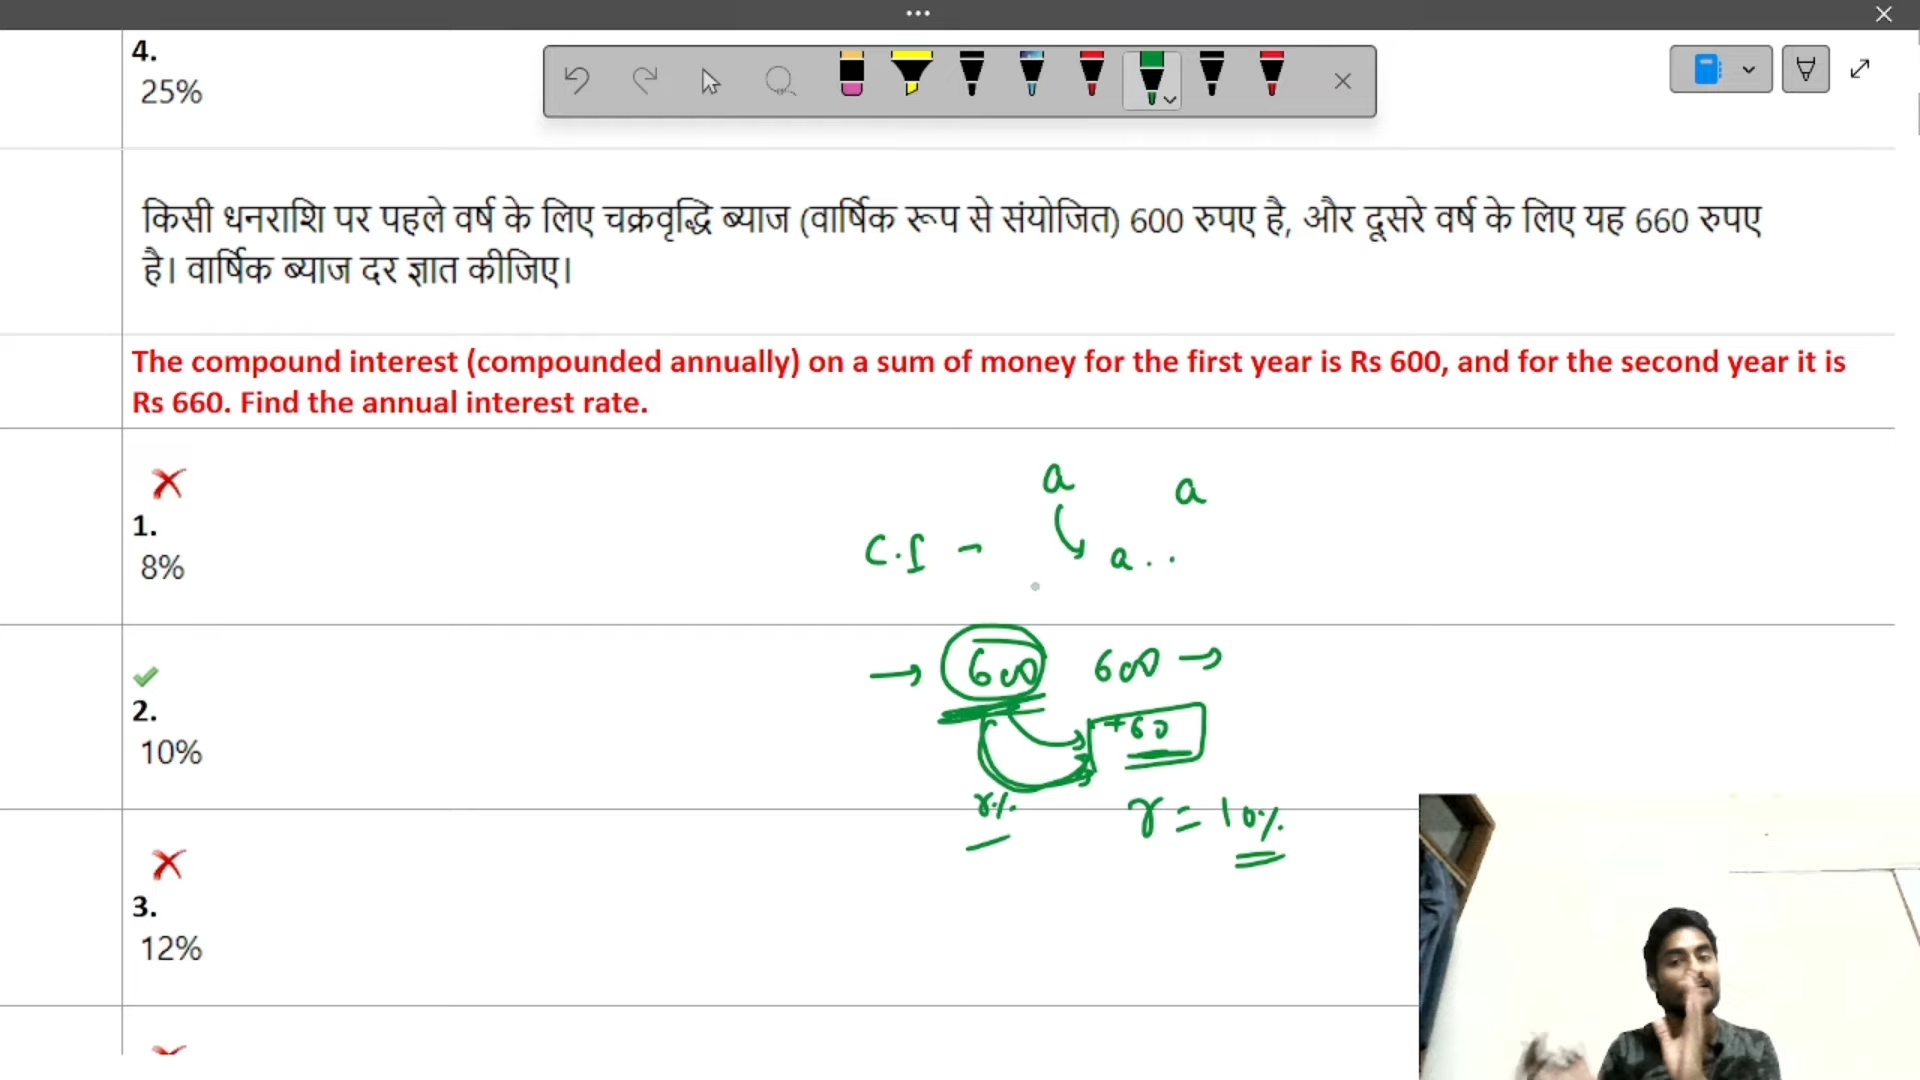 4.
25%
किसी धनराशि पर पहले वर्ष के लिए चक्रवृद्धि ब्याज (वार्षिक रूप से संयोजित) 600 रुपए है, और दूसरे वर्ष के लिए यह 660 रुपए
है। वार्षिक ब्याज दर ज्ञात कीजिए।
The compound interest (compounded annually) on a sum of money for the first year is Rs 600, and for the second year it is
Rs 660. Find the annual interest rate.
1.
8%
a a
C.I - a..
2.
10%
→ 600 600 →
+60
r% r = 10%
3.
12%